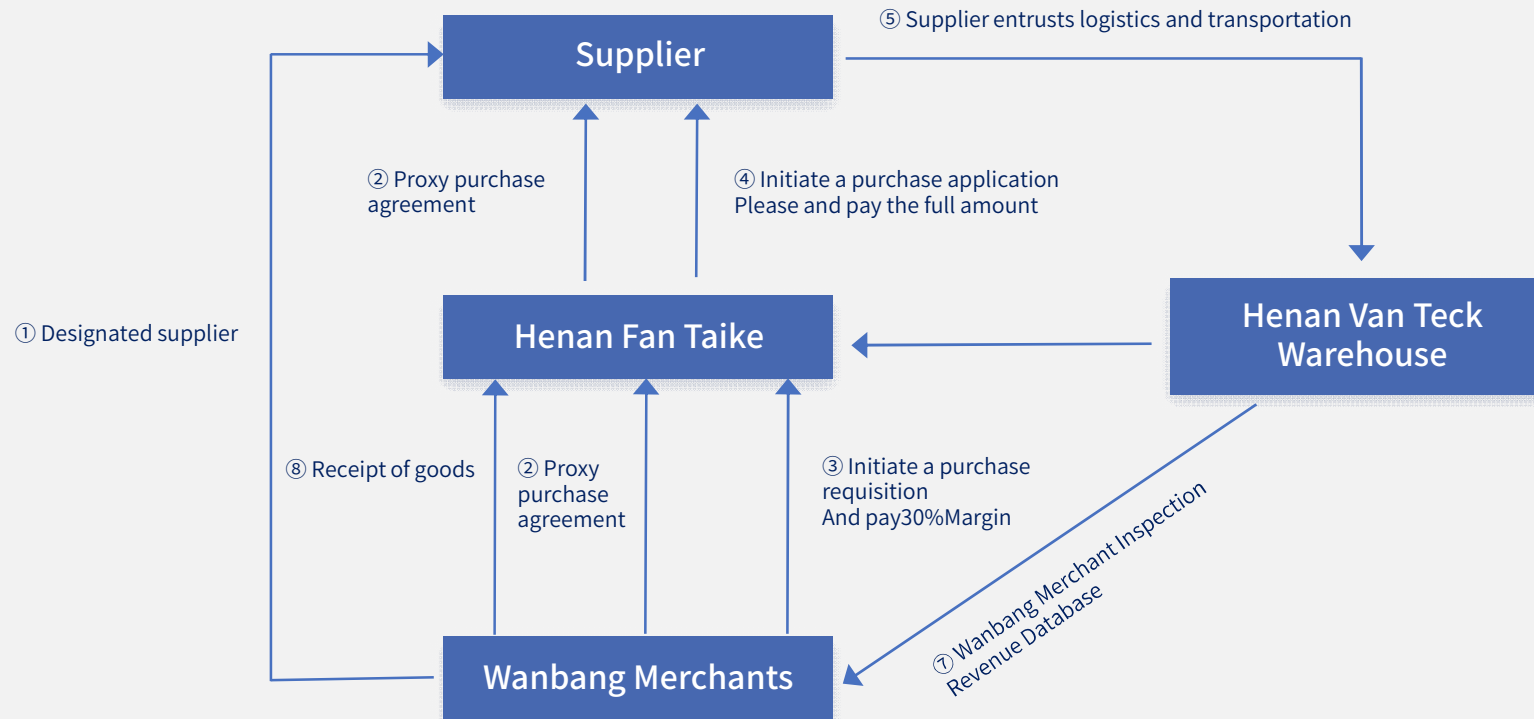 ⑤ Supplier entrusts logistics and transportation
Supplier
② Proxy purchase
agreement
④ Initiate a purchase application
Please and pay the full amount
① Designated supplier
Henan Fan Taike
Henan Van Teck
Warehouse
⑧ Receipt of goods
② Proxy
purchase
agreement
③ Initiate a purchase
requisition
And pay30%Margin
⑦ Wanbang Merchant Inspection
Revenue Database
Wanbang Merchants